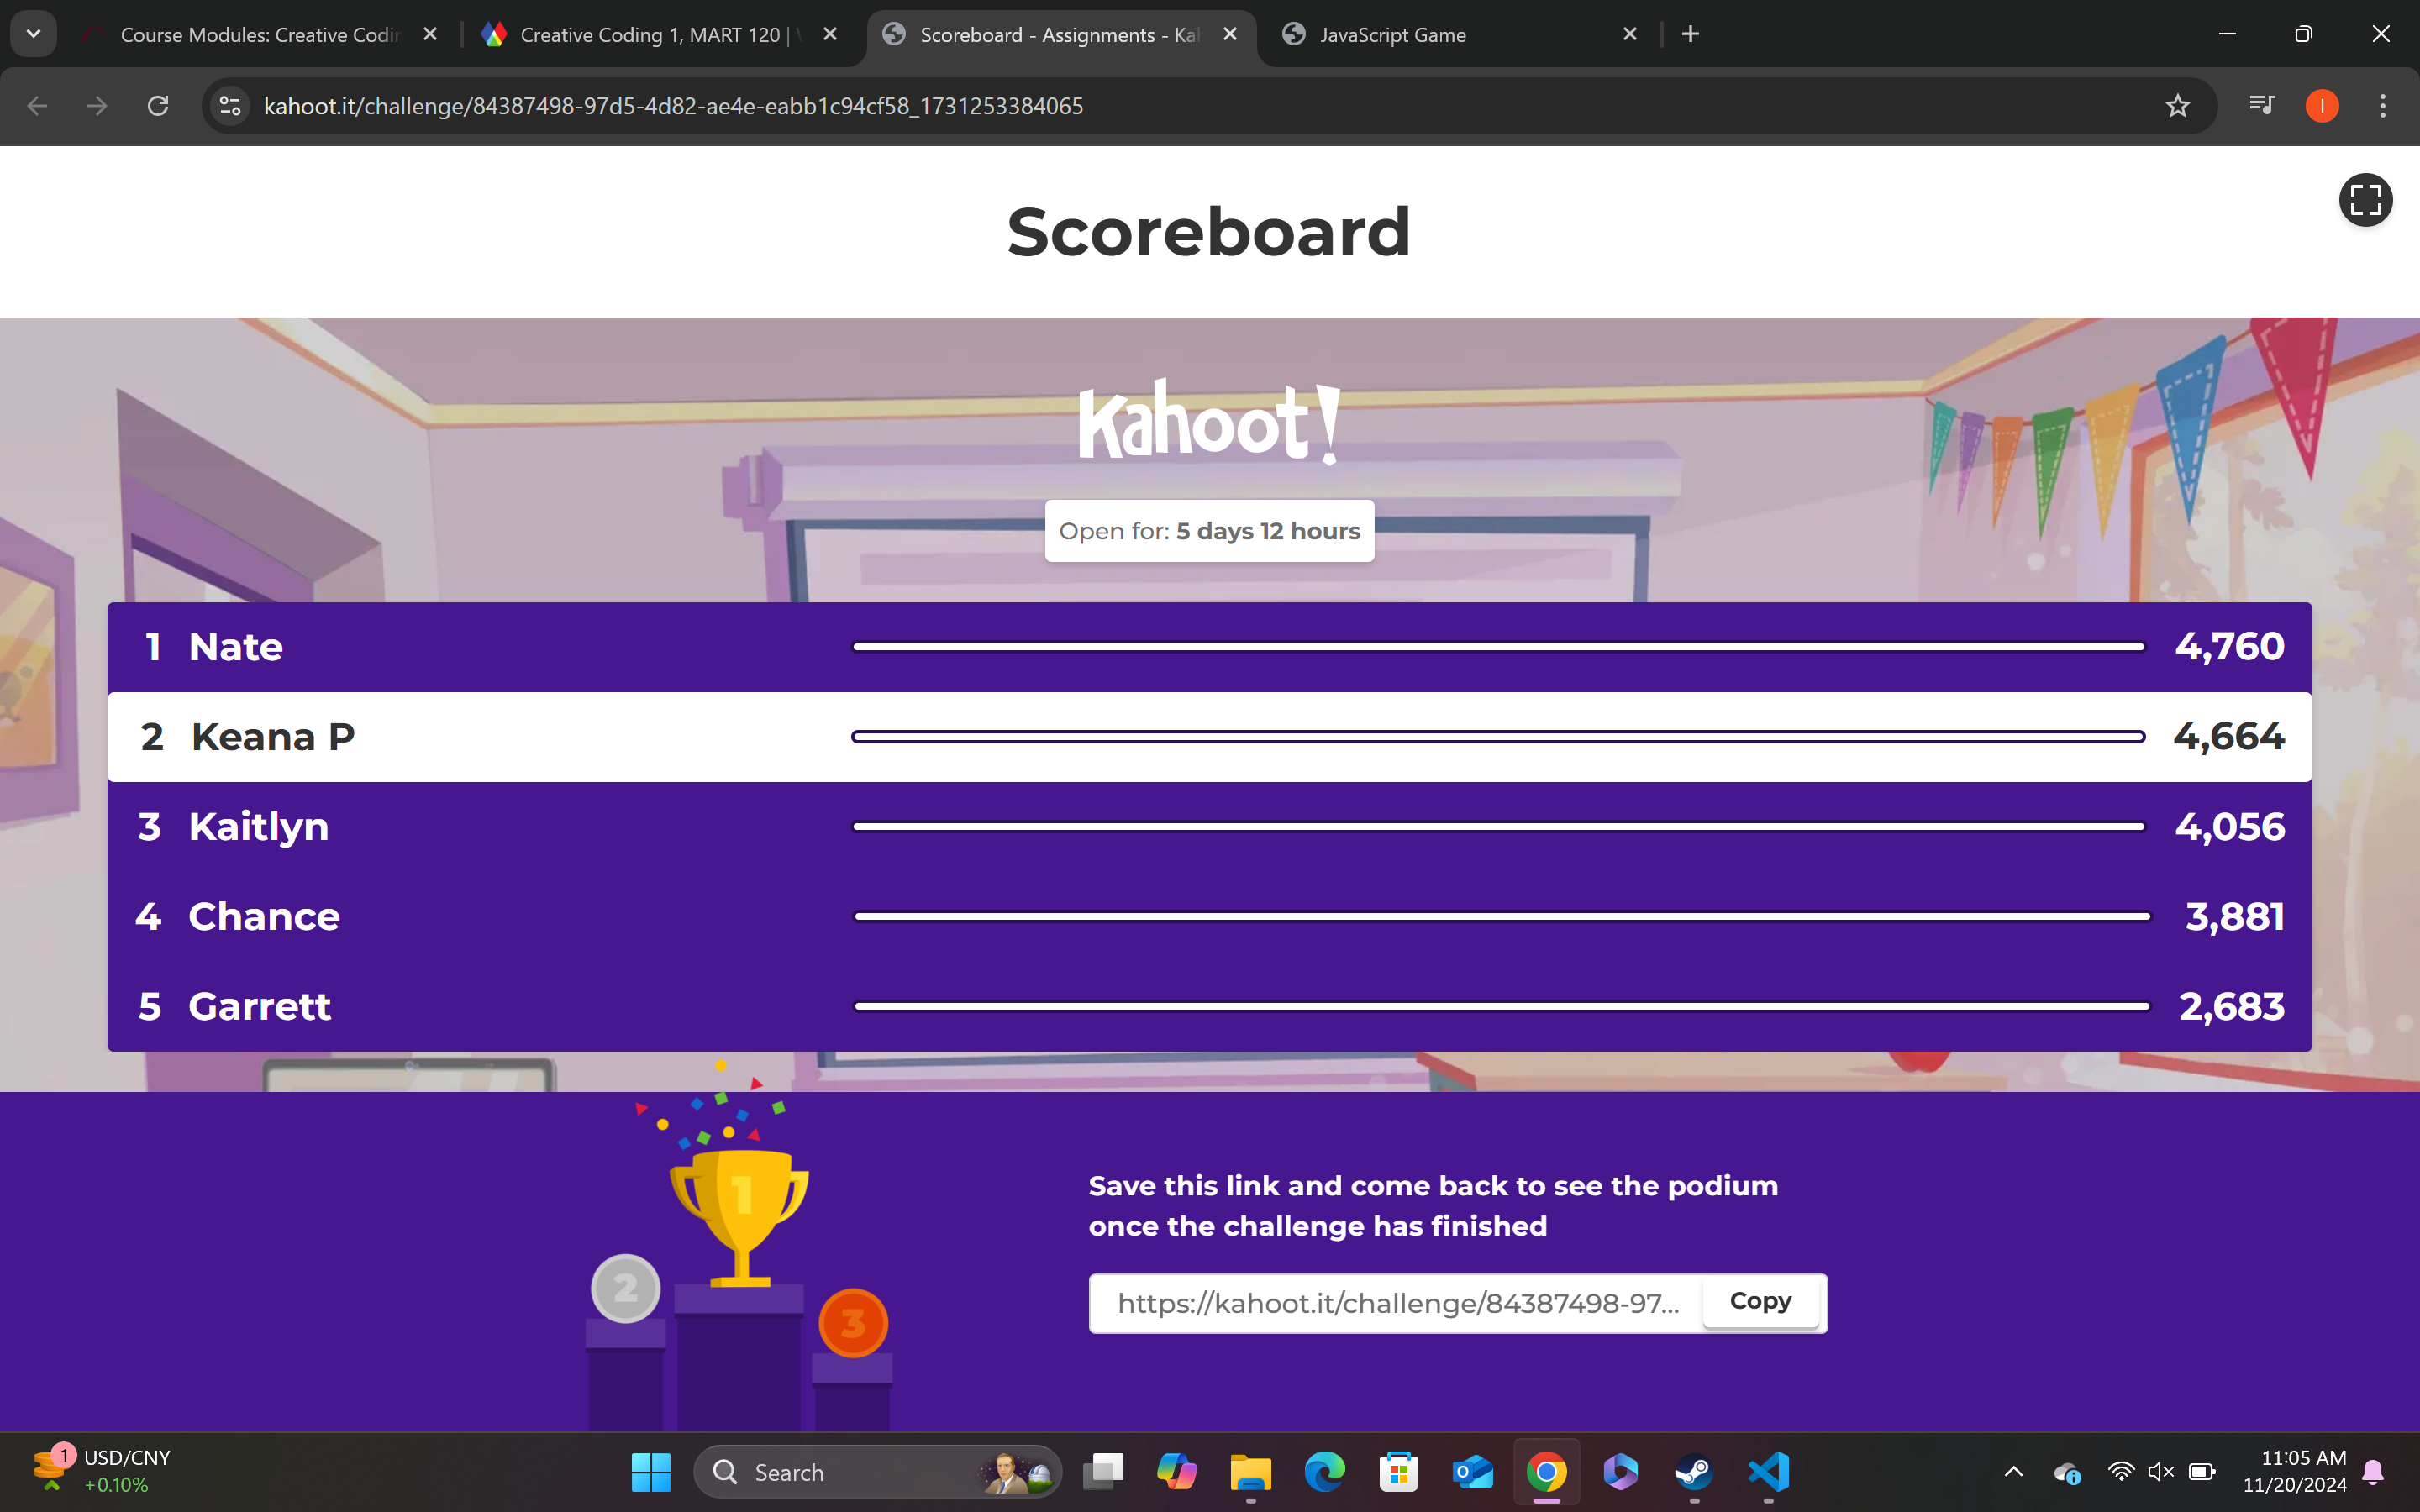 Course Modules: Creative Codin
Creative Coding 1, MART 120 |
Scoreboard - Assignments - Kah
JavaScript Game
kahoot.it/challenge/84387498-97d5-4d82-ae4e-eabb1c94cf58_1731253384065
I
Scoreboard
Kahoot!
Open for: 5 days 12 hours
1 Nate 4,760
2 Keana P 4,664
3 Kaitlyn 4,056
4 Chance 3,881
5 Garrett 2,683
1
2
3
Save this link and come back to see the podium
once the challenge has finished
https://kahoot.it/challenge/84387498-97... Copy
1 USD/CNY
+0.10%
Search
11:05 AM
11/20/2024